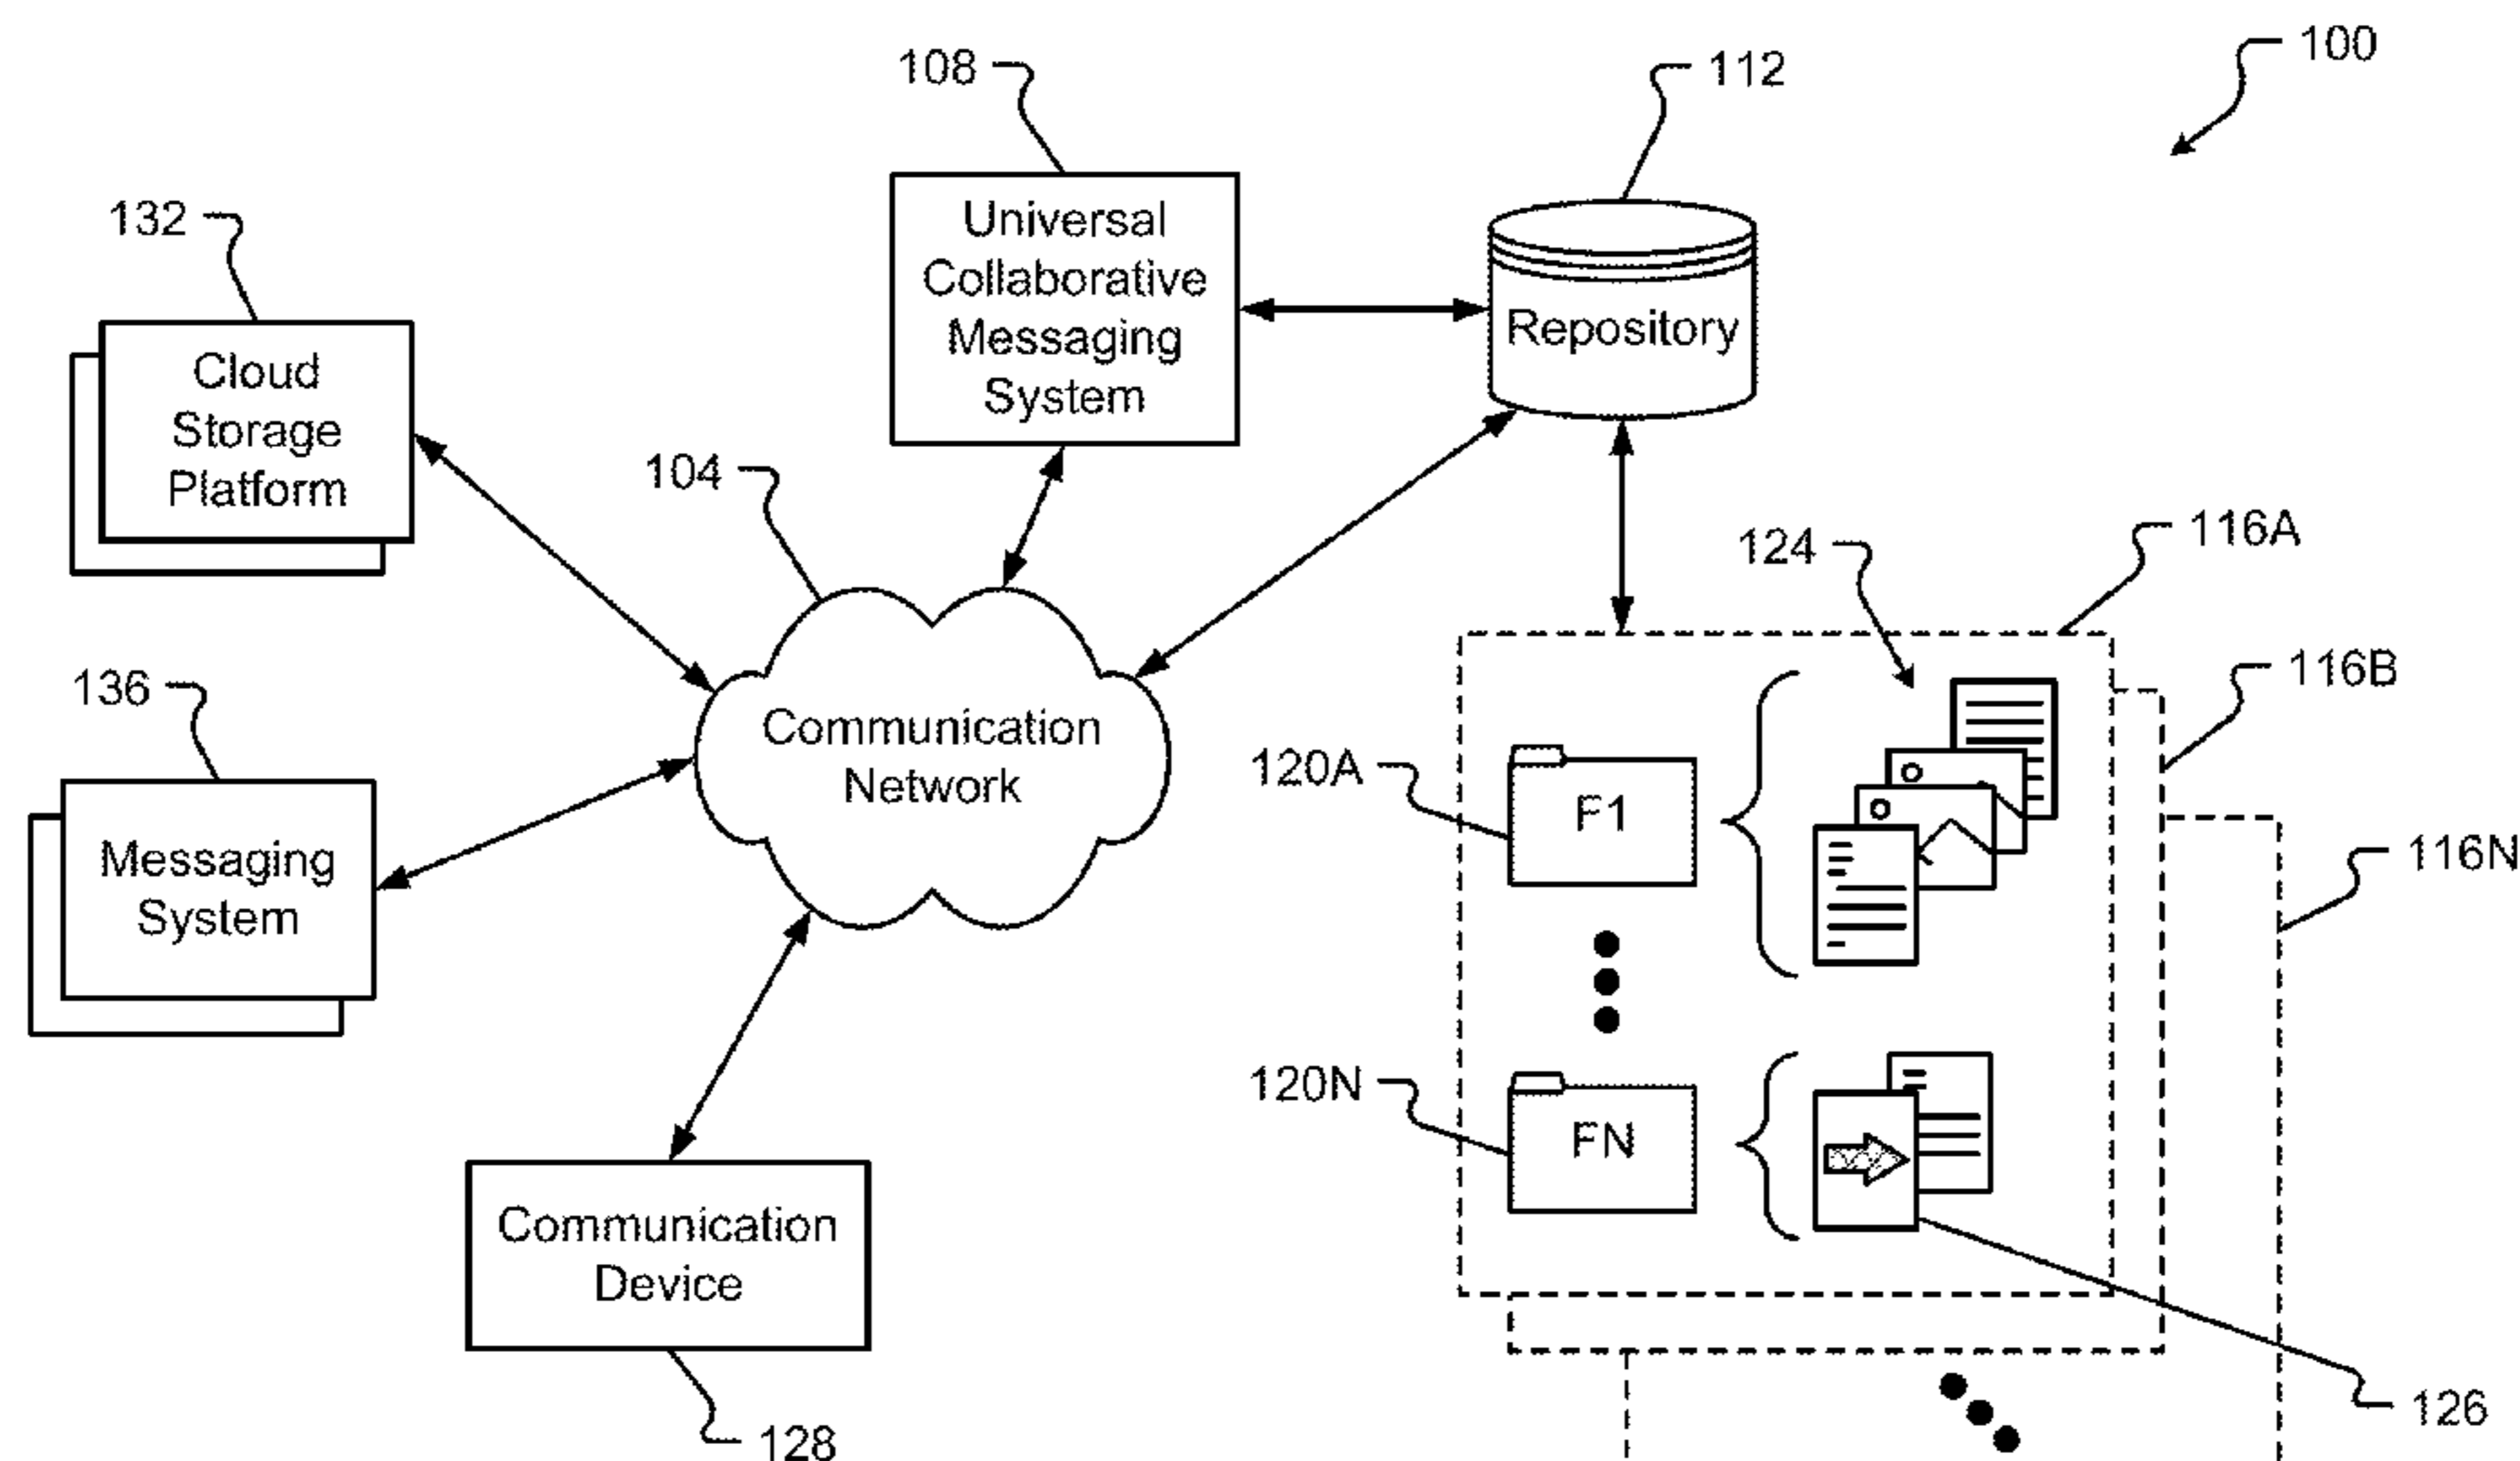 100
108
112
132
Universal
Collaborative
Messaging
System
Repository
Cloud
Storage
Platform
104
124
116A
136
116B
Communication
Network
120A
F1
116N
Messaging
System
120N
FN
Communication
Device
126
128